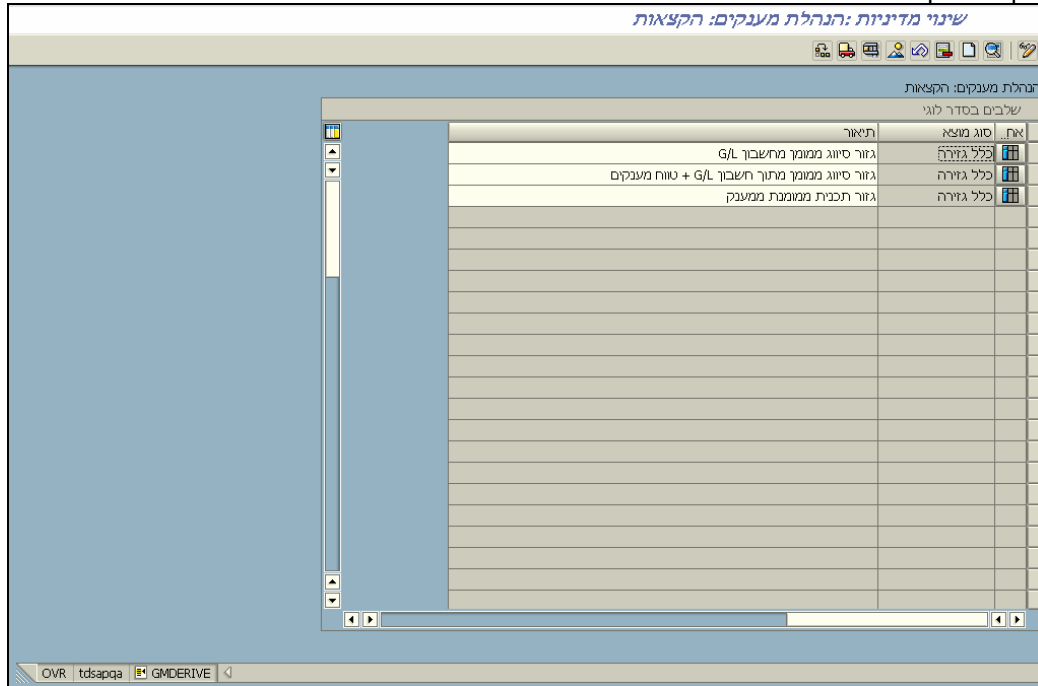 שינוי מדיניות :הנהלת מענקים: הקצאות
הנהלת מענקים: הקצאות
שלבים בסדר לוגי
אח.. סוג מוצא תיאור
כלל גזירה גזור סיווג ממומן מחשבון G/L
כלל גזירה גזור סיווג ממומן מתוך חשבון G/L + טווח מענקים
כלל גזירה גזור תכנית ממומנת ממענק
OVR tdsapqa GMDERIVE